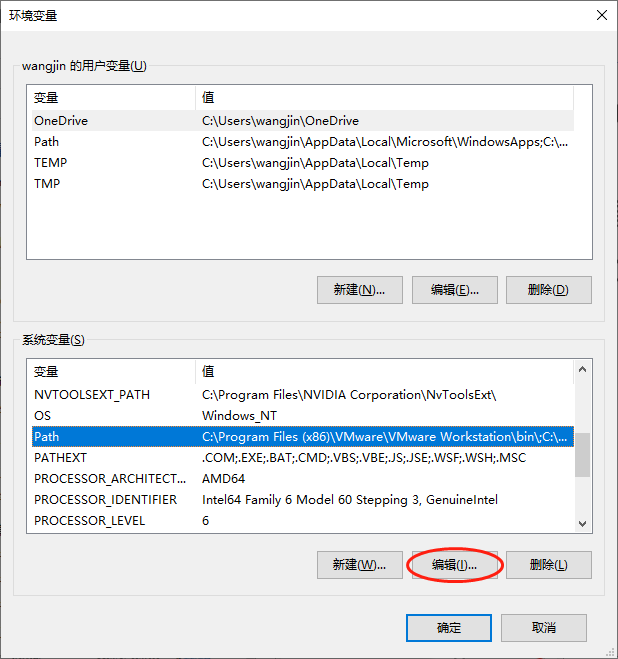 环境变量
wangjin 的用户变量(U)
变量 值
OneDrive C:\Users\wangjin\OneDrive
Path C:\Users\wangjin\AppData\Local\Microsoft\WindowsApps;C:\...
TEMP C:\Users\wangjin\AppData\Local\Temp
TMP C:\Users\wangjin\AppData\Local\Temp
新建(N)... 编辑(E)... 删除(D)
系统变量(S)
变量 值
NVTOOLSEXT_PATH C:\Program Files\NVIDIA Corporation\NvToolsExt\
OS Windows_NT
Path C:\Program Files (x86)\VMware\VMware Workstation\bin\;C:\...
PATHEXT .COM;.EXE;.BAT;.CMD;.VBS;.VBE;.JS;.JSE;.WSF;.WSH;.MSC
PROCESSOR_ARCHITECT... AMD64
PROCESSOR_IDENTIFIER Intel64 Family 6 Model 60 Stepping 3, GenuineIntel
PROCESSOR_LEVEL 6
新建(W)... 编辑(I)... 删除(L)
确定 取消